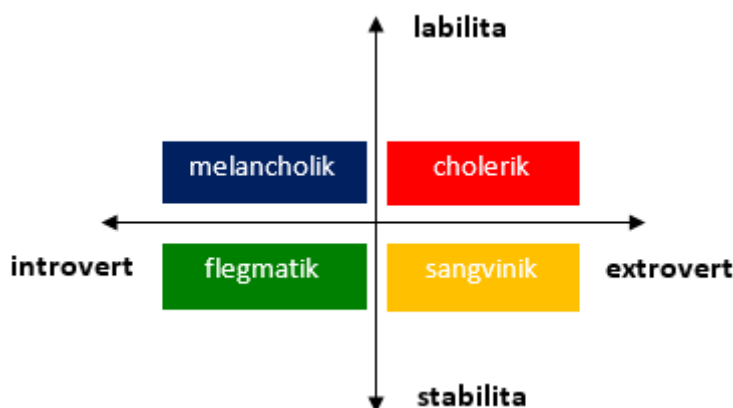 labilita
melancholik
cholerik
introvert
flegmatik
sangvinik
extrovert
stabilita